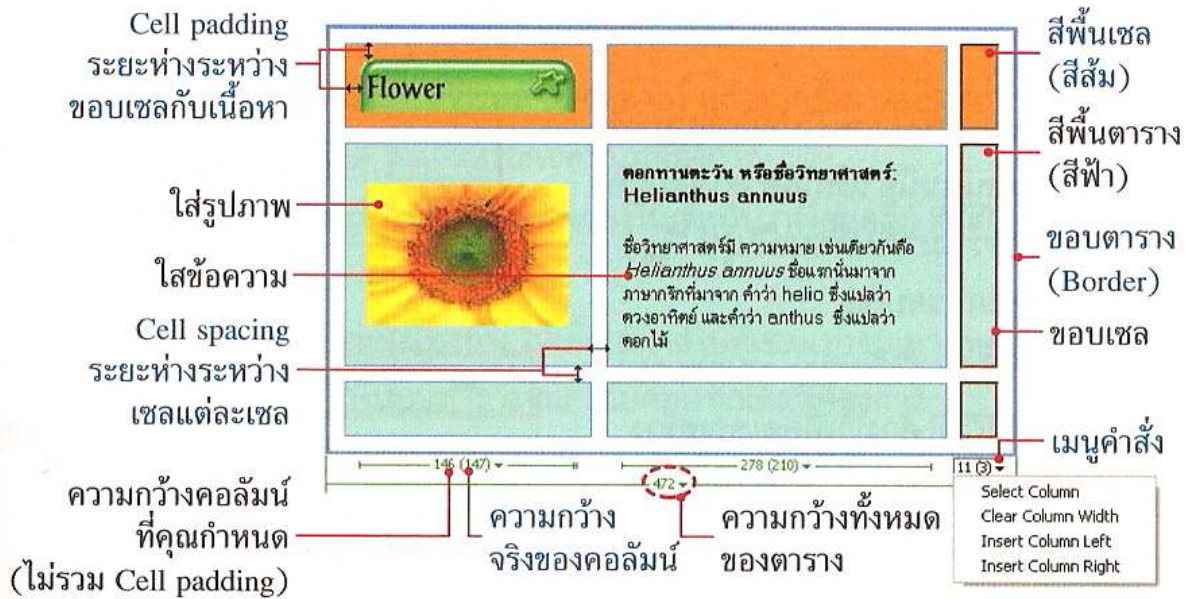 Cell padding
ระยะห่างระหว่าง
ขอบเซลกับเนื้อหา
Flower
สีพื้นเซล
(สีส้ม)
สีพื้นตาราง
(สีฟ้า)
ใส่รูปภาพ
ใส่ข้อความ
ดอกทานตะวัน หรือชื่อวิทยาศาสตร์:
Helianthus annuus
ชื่อวิทยาศาสตร์มี ความหมาย เช่นเดียวกันคือ
Helianthus annuus ชื่อแรกนั่นมาจาก
ภาษากรีกที่มาจาก คำว่า helio ซึ่งแปลว่า
ดวงอาทิตย์ และคำว่า anthus ซึ่งแปลว่า
ดอกไม้
ขอบตาราง
(Border)
ขอบเซล
Cell spacing
ระยะห่างระหว่าง
เซลแต่ละเซล
เมนูคำสั่ง
146 (147)
278 (210)
11 (3)
472
ความกว้างคอลัมน์
ที่คุณกำหนด
(ไม่รวม Cell padding)
ความกว้าง
จริงของคอลัมน์
ความกว้างทั้งหมด
ของตาราง
Select Column
Clear Column Width
Insert Column Left
Insert Column Right